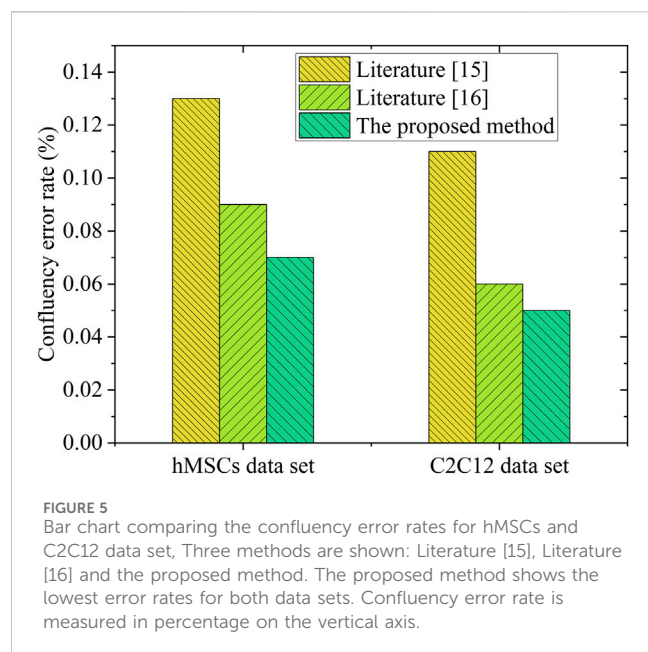 0.14
0.12
0.10
0.08
0.06
0.04
0.02
0.00
Confluency error rate (%)
Literature [15]
Literature [16]
The proposed method
hMSCs data set
C2C12 data set
FIGURE 5
Bar chart comparing the confluency error rates for hMSCs and
C2C12 data set, Three methods are shown: Literature [15], Literature
[16] and the proposed method. The proposed method shows the
lowest error rates for both data sets. Confluency error rate is
measured in percentage on the vertical axis.